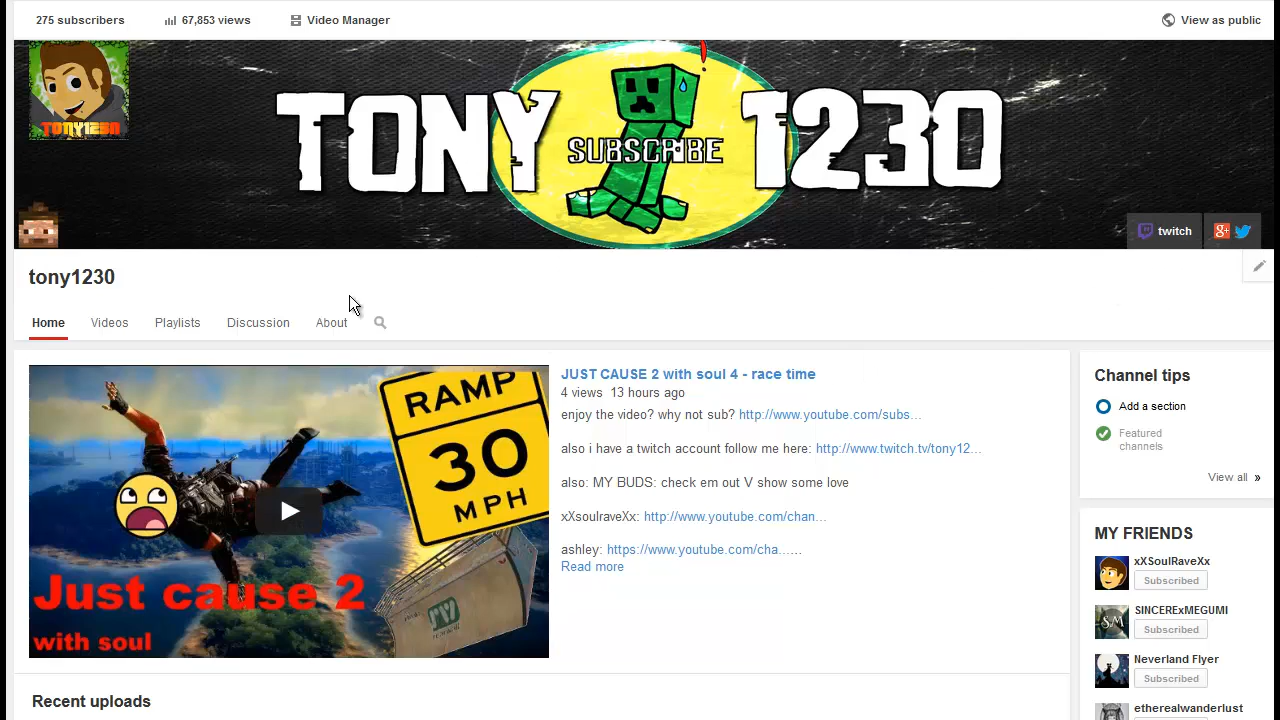 275 subscribers
67,853 views
Video Manager
View as public
TONY1230
TONY
SUBSCRIBE
1230
twitch
tony1230
Home
Videos
Playlists
Discussion
About
RAMP
30
MPH
Just cause 2
with soul
JUST CAUSE 2 with soul 4 - race time
4 views 13 hours ago
enjoy the video? why not sub? http://www.youtube.com/subs...
also i have a twitch account follow me here: http://www.twitch.tv/tony12...
also: MY BUDS: check em out V show some love
xXsoulraveXx: http://www.youtube.com/chan...
ashley: https://www.youtube.com/cha......
Read more
Recent uploads
Channel tips
Add a section
Featured
channels
View all »
MY FRIENDS
xXSoulRaveXx
Subscribed
SINCERExMEGUMI
Subscribed
Neverland Flyer
Subscribed
etherealwanderlust